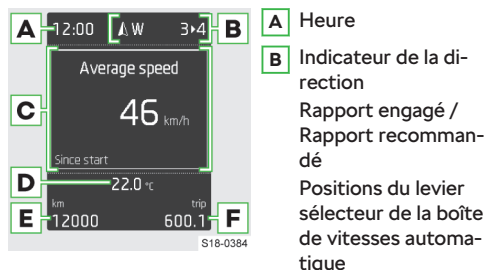 A
12:00
W
3▸4
B
Average speed
C
46 km/h
Since start
D
22.0 °C
km
trip
E
12000
600.1
F
S18-0384
A Heure
B Indicateur de la di-
rection
Rapport engagé /
Rapport recomman-
dé
Positions du levier
sélecteur de la boîte
de vitesses automa-
tique